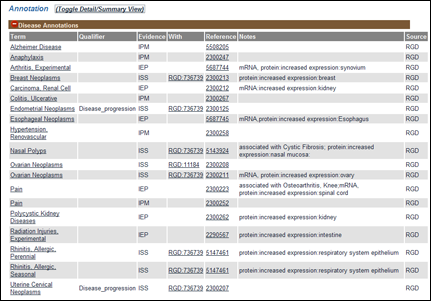 Annotation (Toggle Detail/Summary View)
Disease Annotations
Term Qualifier Evidence With Reference Notes Source
Alzheimer Disease IPM 5508205 RGD
Anaphylaxis IPM 2300247 RGD
Arthritis, Experimental IEP 5687744 mRNA, protein:increased expression:synovium RGD
Breast Neoplasms ISS RGD:736739 2300213 protein:increased expression:breast RGD
Carcinoma, Renal Cell IEP 2300212 mRNA:increased expression:kidney RGD
Colitis, Ulcerative IPM 2300267 RGD
Endometrial Neoplasms Disease_progression ISS RGD:736739 2300125 RGD
Esophageal Neoplasms IEP 5687745 mRNA,protein:increased expression:Esophagus RGD
Hypertension,
Renovascular IPM 2300258 RGD
Nasal Polyps ISS RGD:736739 5143924 associated with Cystic Fibrosis; protein:increased
expression:nasal mucosa: RGD
Ovarian Neoplasms ISS RGD:11184 2300208 RGD
Ovarian Neoplasms ISS RGD:736739 2300211 mRNA,protein:increased expression:ovary RGD
Pain IEP 2300223 associated with Osteoarthritis, Knee;mRNA,
protein:increased expression:spinal cord RGD
Pain IPM 2300252 RGD
Polycystic Kidney
Diseases IEP 2300262 protein:increased expression:kidney RGD
Radiation Injuries,
Experimental IEP 2290567 protein:increased expression:intestine RGD
Rhinitis, Allergic,
Perennial ISS RGD:736739 5147461 protein:increased expression:respiratory system epithelium RGD
Rhinitis, Allergic,
Seasonal ISS RGD:736739 5147461 protein:increased expression:respiratory system epithelium RGD
Uterine Cervical
Neoplasms Disease_progression ISS RGD:736739 2300207 RGD